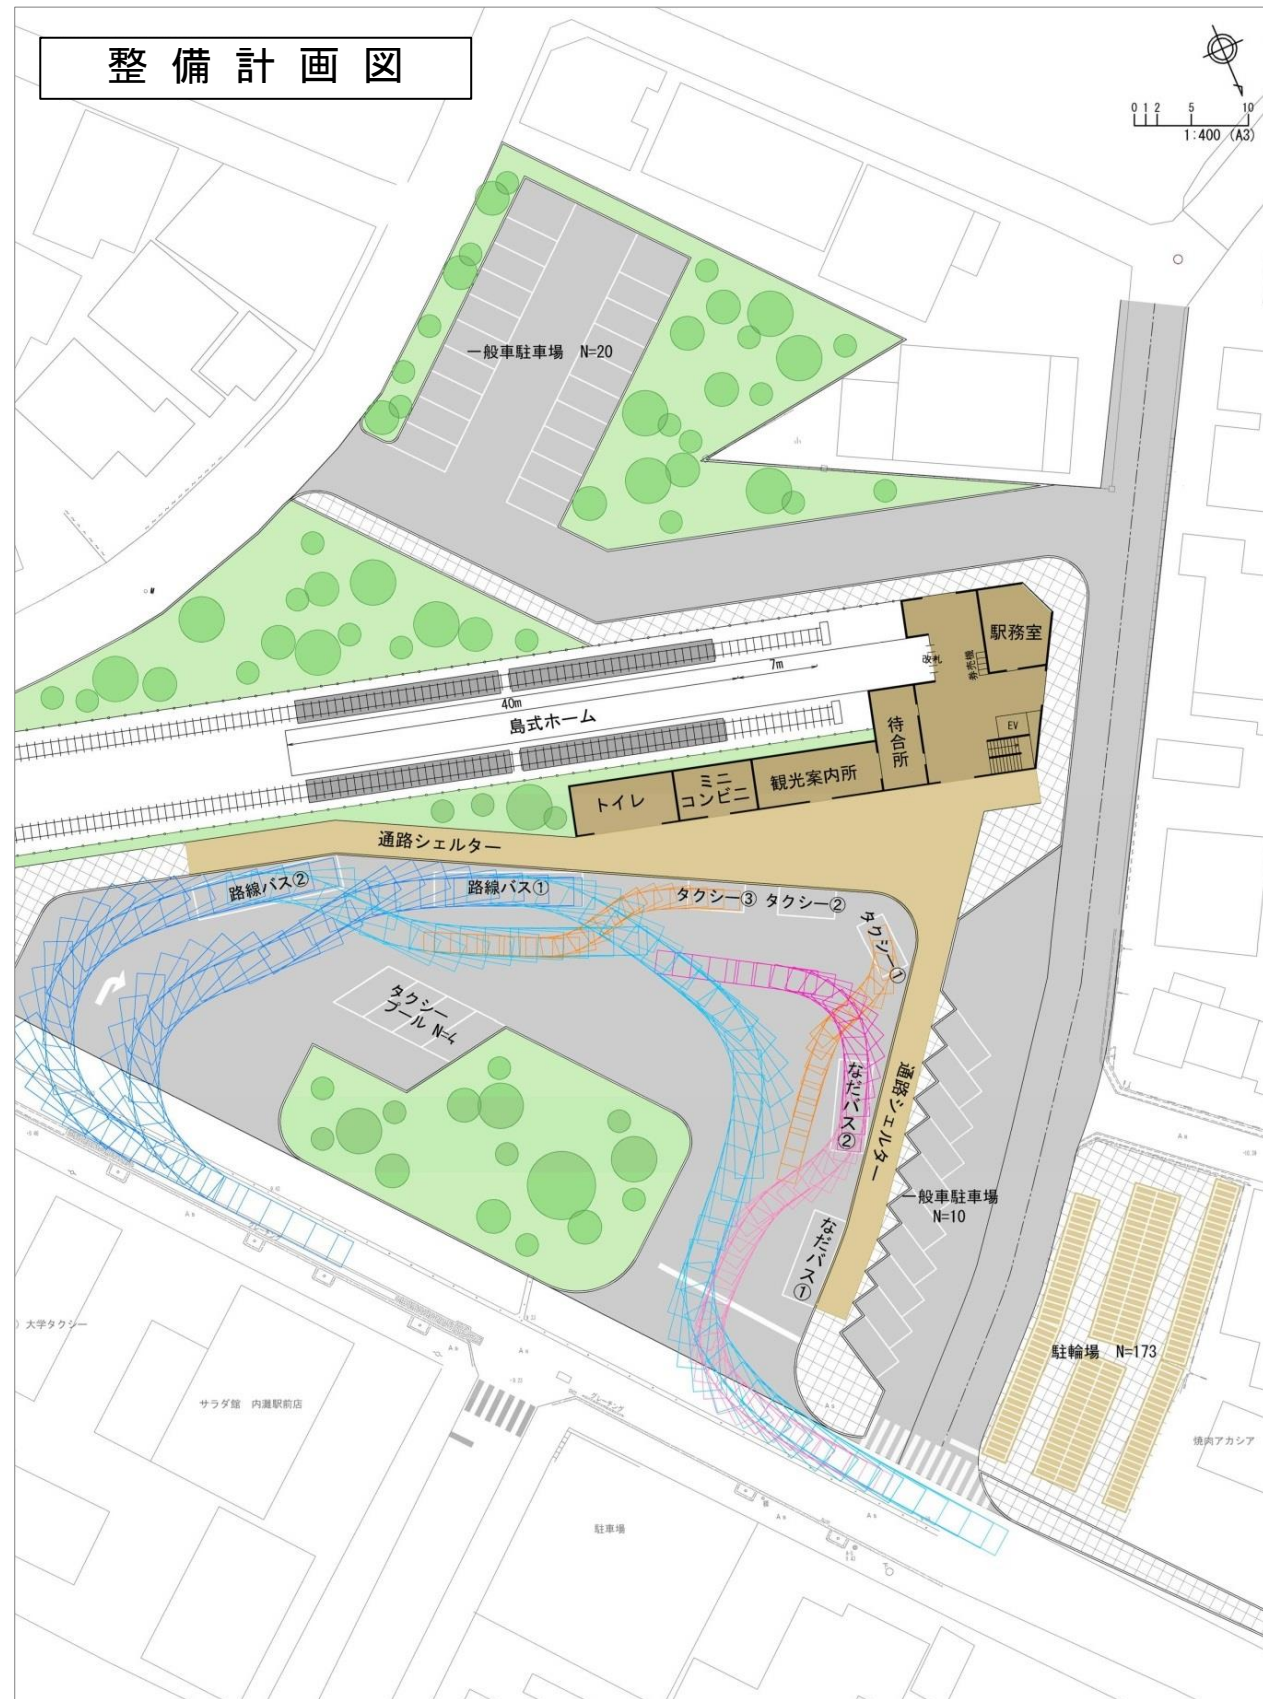 整備計画図
0 1 2 5 10
1:400 (A3)
一般車駐車場 N=20
駅務室
改札
券売機
7m
40m
島式ホーム
EV
待合所
観光案内所
ミニ
コンビニ
トイレ
通路シェルター
路線バス②
路線バス①
タクシー③
タクシー②
タクシー①
タクシー
プール N=4
なだバス②
通路シェルター
一般車駐車場
N=10
なだバス①
駐輪場 N=173
大学タクシー
サラダ館 内灘駅前店
グレーチング
焼肉アカシア
駐車場